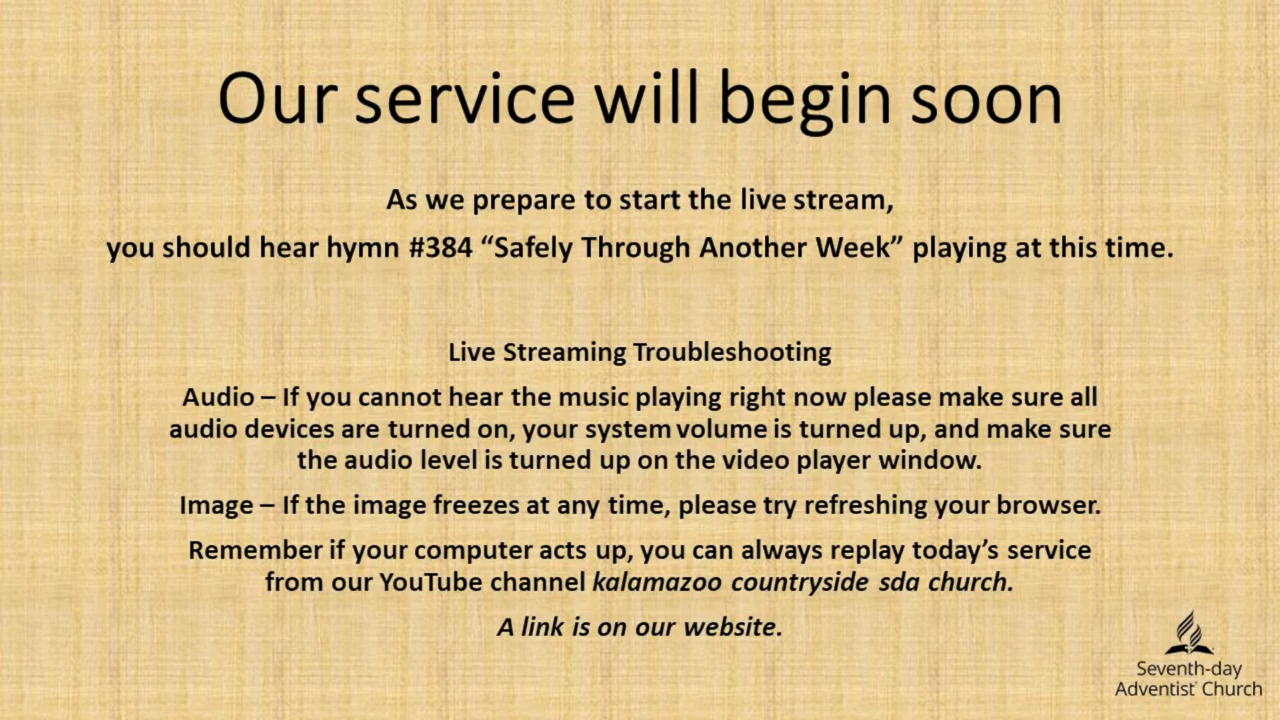 Our service will begin soon
As we prepare to start the live stream,
you should hear hymn #384 “Safely Through Another Week” playing at this time.
Live Streaming Troubleshooting
Audio – If you cannot hear the music playing right now please make sure all
audio devices are turned on, your system volume is turned up, and make sure
the audio level is turned up on the video player window.
Image – If the image freezes at any time, please try refreshing your browser.
Remember if your computer acts up, you can always replay today’s service
from our YouTube channel kalamazoo countryside sda church.
A link is on our website.
Seventh-day
Adventist Church